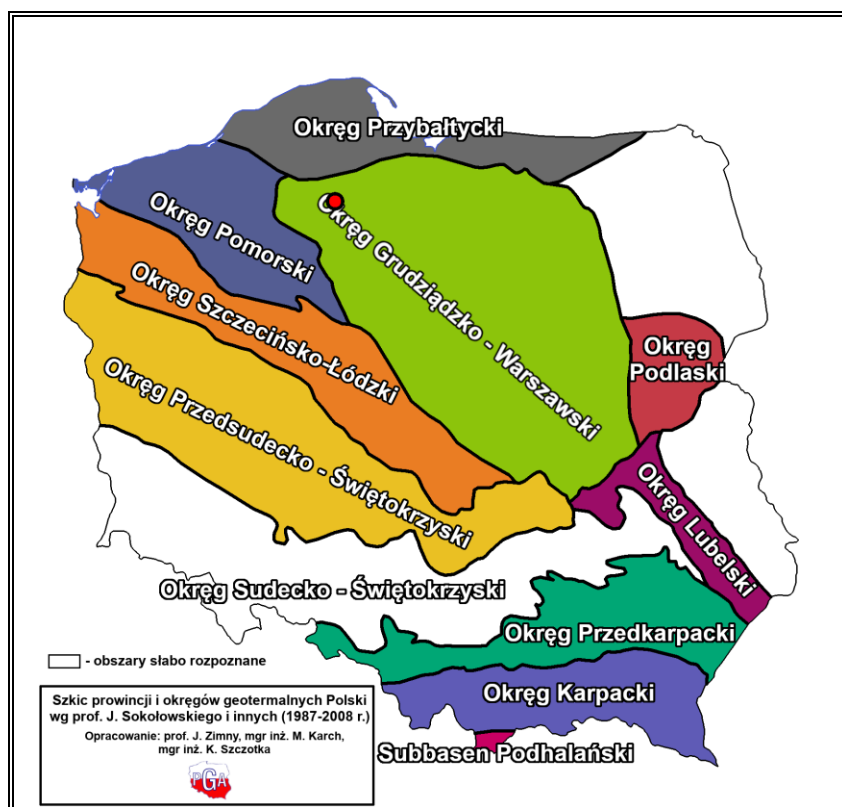 Okręg Przybałtycki
Okręg Pomorski
Okręg Grudziądzko - Warszawski
Okręg Szczecińsko-Łódzki
Okręg
Podlaski
Okręg Przedsudecko - Świętokrzyski
Okręg Lubelski
Okręg Sudecko - Świętokrzyski
Okręg Przedkarpacki
- obszary słabo rozpoznane
Okręg Karpacki
Subbasen Podhalański
Szkic prowincji i okręgów geotermalnych Polski
wg prof. J. Sokołowskiego i innych (1987-2008 r.)
Opracowanie: prof. J. Zimny, mgr inż. M. Karch,
mgr inż. K. Szczotka
PGA